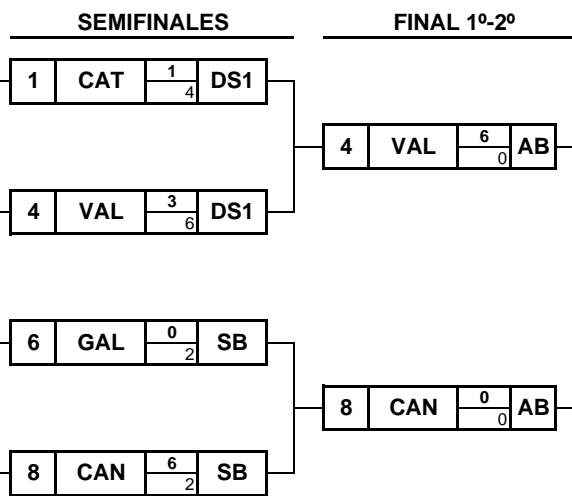 SEMIFINALES
FINAL 1º-2º
1 CAT 1 4 DS1
4 VAL 6 0 AB
4 VAL 3 6 DS1
6 GAL 0 2 SB
8 CAN 0 0 AB
8 CAN 6 2 SB